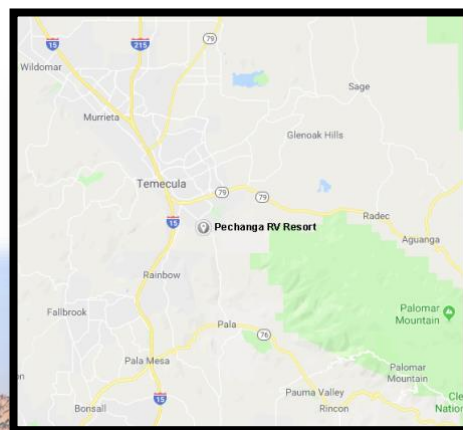 15
215
79
Wildomar
Sage
Murrieta
Glenoak Hills
Temecula
79
79
15
Pechanga RV Resort
Radec
Aguanga
Rainbow
Fallbrook
Palomar
Mountain
Pala
76
Pala Mesa
Palomar
Mountain
15
Pauma Valley
Bonsall
Rincon